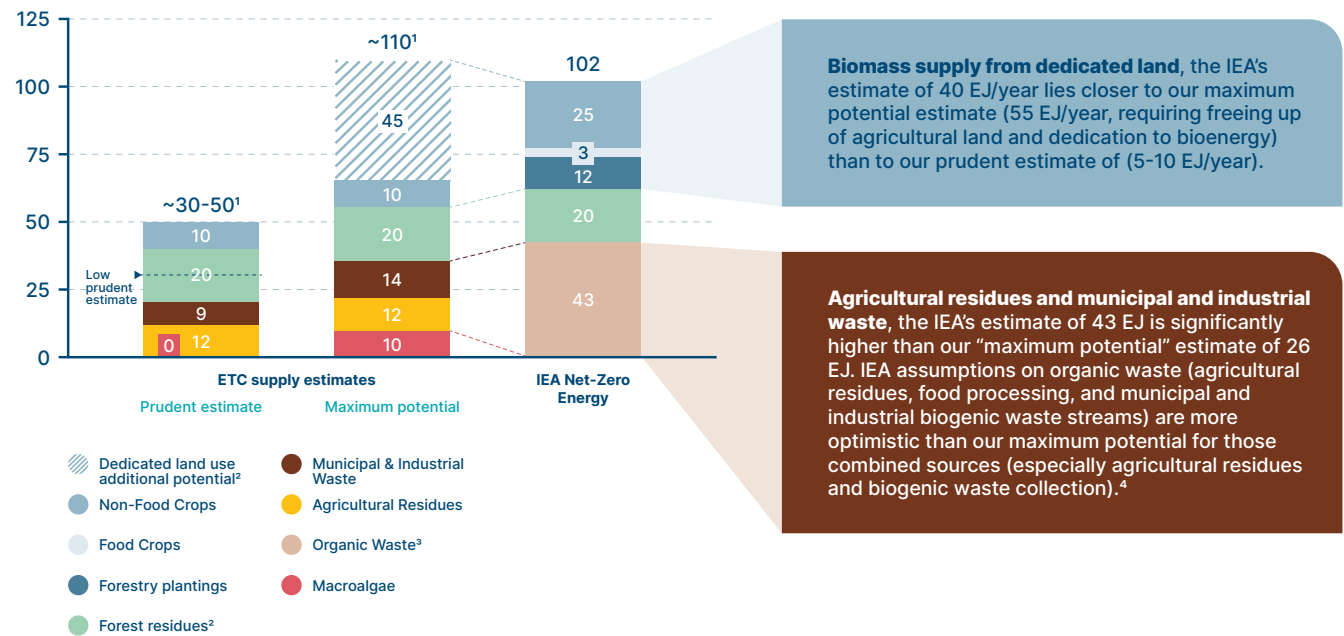 125
100
75
50
25
0
~30-50¹
10
20
9
12
0
Low
prudent
estimate
~110¹
45
10
20
14
12
10
102
25
3
12
20
43
ETC supply estimates
Prudent estimate
Maximum potential
IEA Net-Zero
Energy
Dedicated land use
additional potential²
Non-Food Crops
Food Crops
Forestry plantings
Forest residues²
Municipal & Industrial
Waste
Agricultural Residues
Organic Waste³
Macroalgae
Biomass supply from dedicated land, the IEA’s
estimate of 40 EJ/year lies closer to our maximum
potential estimate (55 EJ/year, requiring freeing up
of agricultural land and dedication to bioenergy)
than to our prudent estimate of (5-10 EJ/year).
Agricultural residues and municipal and industrial
waste, the IEA’s estimate of 43 EJ is significantly
higher than our “maximum potential” estimate of 26
EJ. IEA assumptions on organic waste (agricultural
residues, food processing, and municipal and
industrial biogenic waste streams) are more
optimistic than our maximum potential for those
combined sources (especially agricultural residues
and biogenic waste collection).⁴